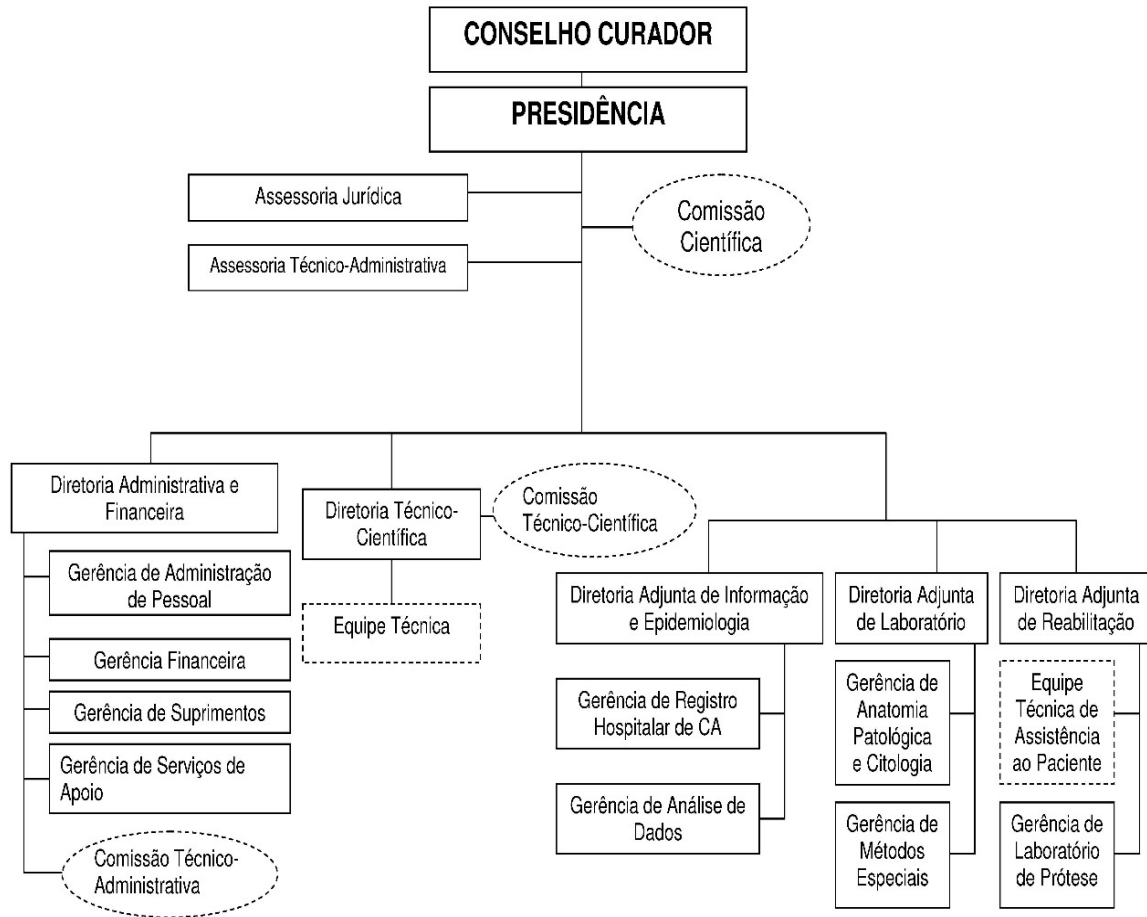 CONSELHO CURADOR
PRESIDÊNCIA
Assessoria Jurídica
Comissão
Científica
Assessoria Técnico-Administrativa
Diretoria Administrativa e
Financeira
Gerência de Administração
de Pessoal
Gerência Financeira
Gerência de Suprimentos
Gerência de Serviços de
Apoio
Comissão Técnico-
Administrativa
Diretoria Técnico-
Científica
Comissão
Técnico-Científica
Equipe Técnica
Diretoria Adjunta de Informação
e Epidemiologia
Gerência de Registro
Hospitalar de CA
Gerência de Análise de
Dados
Diretoria Adjunta
de Laboratório
Gerência de
Anatomia
Patológica
e Citologia
Gerência de
Métodos
Especiais
Diretoria Adjunta
de Reabilitação
Equipe
Técnica de
Assistência
ao Paciente
Gerência de
Laboratório
de Prótese